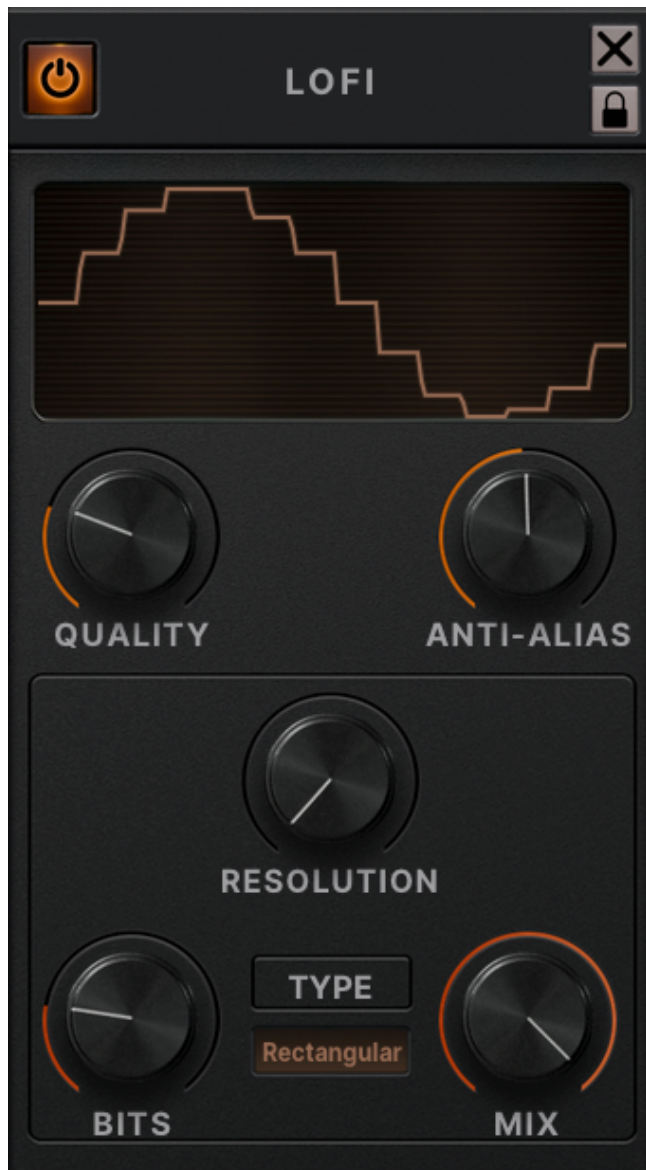 LOFI
QUALITY
ANTI-ALIAS
RESOLUTION
TYPE
Rectangular
BITS
MIX